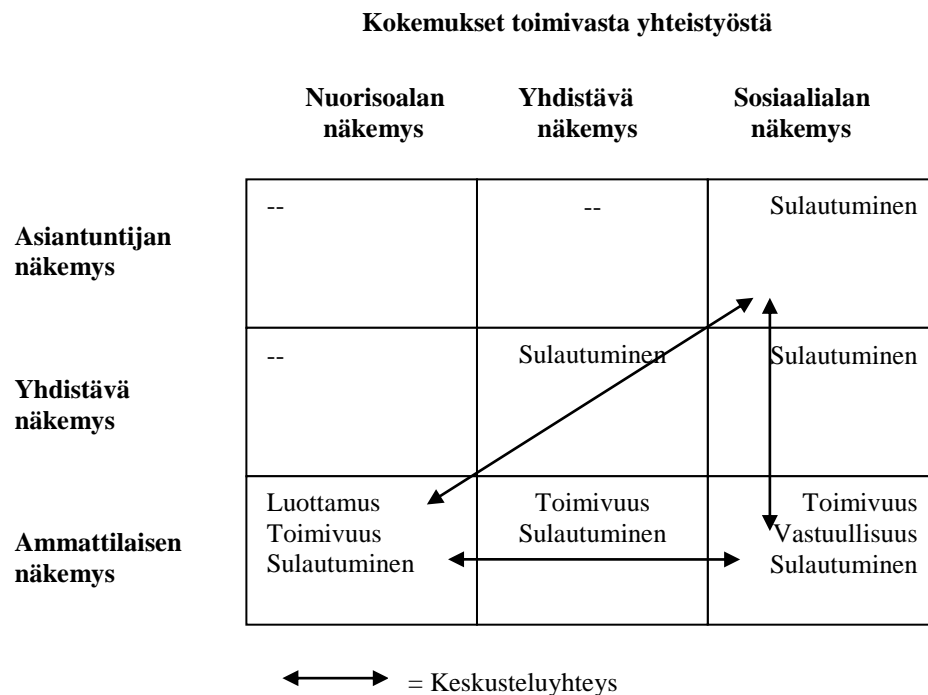 Kokemukset toimivasta yhteistyöstä
Nuorisoalan näkemys
Yhdistävä näkemys
Sosiaalialan näkemys
Asiantuntijan näkemys
--
--
Sulautuminen
Yhdistävä näkemys
--
Sulautuminen
Sulautuminen
Ammattilaisen näkemys
Luottamus
Toimivuus
Sulautuminen
Toimivuus
Sulautuminen
Toimivuus
Vastuullisuus
Sulautuminen
= Keskusteluyhteys